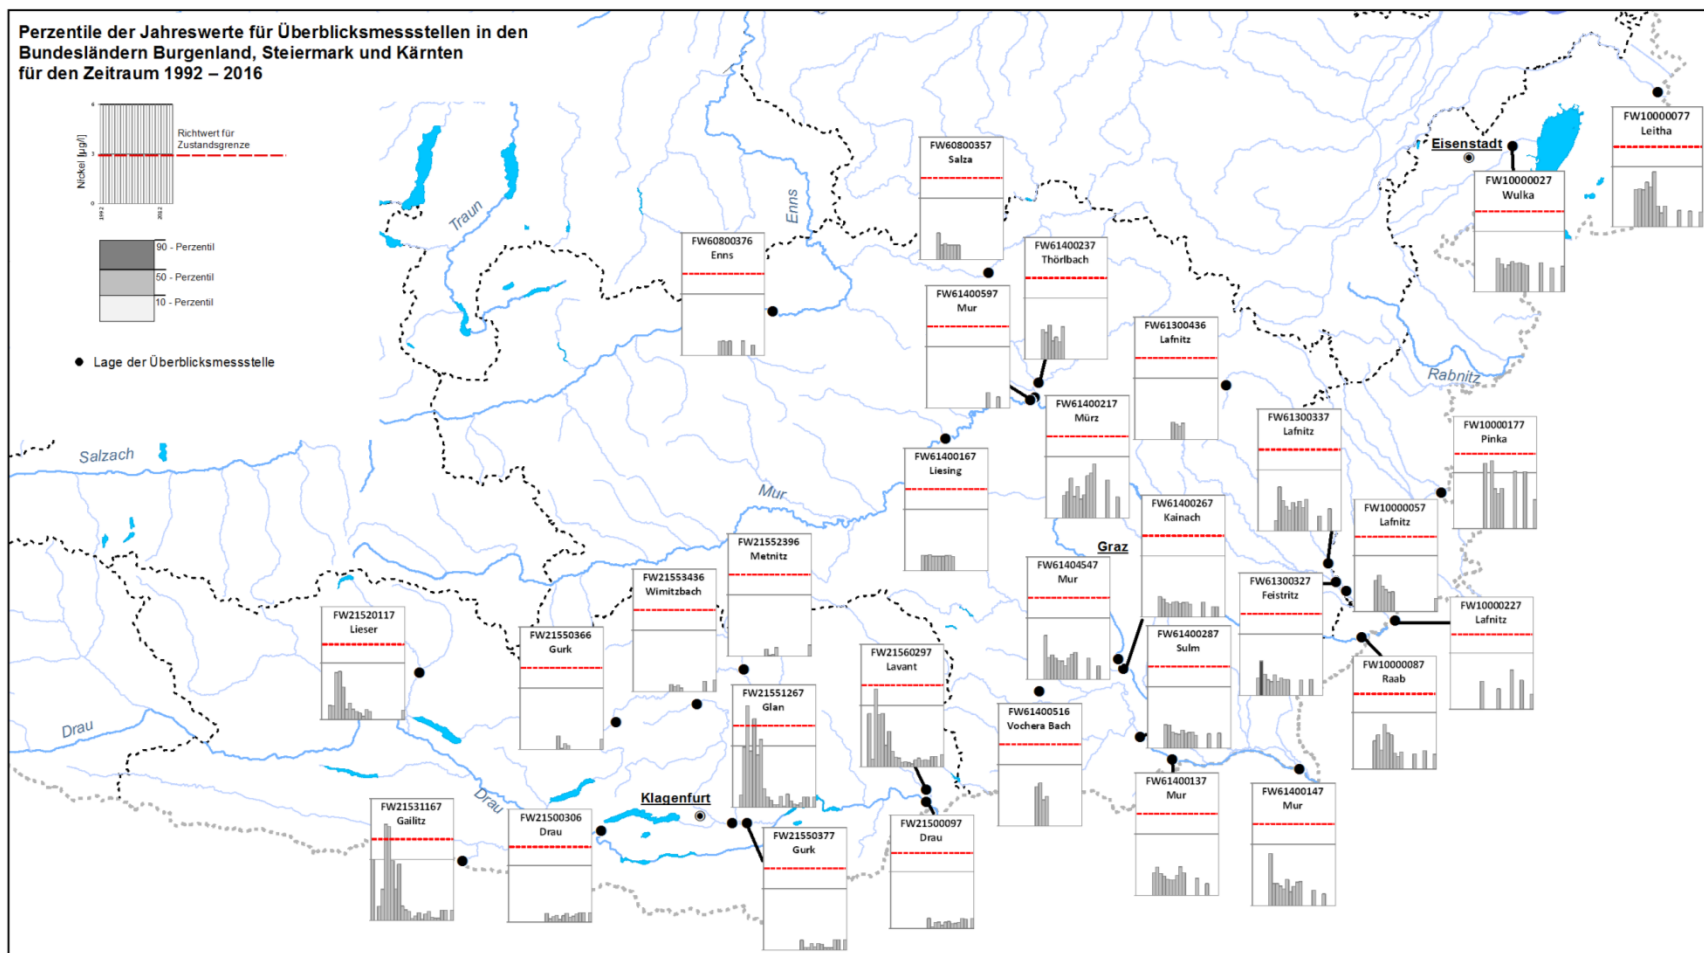 Perzentile der Jahreswerte für Überblicksmessstellen in den
Bundesländern Burgenland, Steiermark und Kärnten
für den Zeitraum 1992 – 2016
6
3
0
Nickel [µg/l]
1992
2012
Richtwert für
Zustandsgrenze
90 - Perzentil
50 - Perzentil
10 - Perzentil
Lage der Überblicksmessstelle
Traun
Enns
Salzach
Mur
Drau
Drau
Rabnitz
Eisenstadt
Graz
Klagenfurt
FW10000077
Leitha
FW10000027
Wulka
FW60800357
Salza
FW60800376
Enns
FW61400237
Thörlbach
FW61400597
Mur
FW61300436
Lafnitz
FW61400217
Mürz
FW61300337
Lafnitz
FW10000177
Pinka
FW61400167
Liesing
FW61400267
Kainach
FW10000057
Lafnitz
FW21552396
Metnitz
FW61404547
Mur
FW21553436
Wimitzbach
FW61300327
Feistritz
FW10000227
Lafnitz
FW21520117
Lieser
FW21550366
Gurk
FW21560297
Lavant
FW61400287
Sulm
FW10000087
Raab
FW21551267
Glan
FW61400516
Vochera Bach
FW61400137
Mur
FW61400147
Mur
FW21531167
Gailitz
FW21500306
Drau
FW21550377
Gurk
FW21500097
Drau